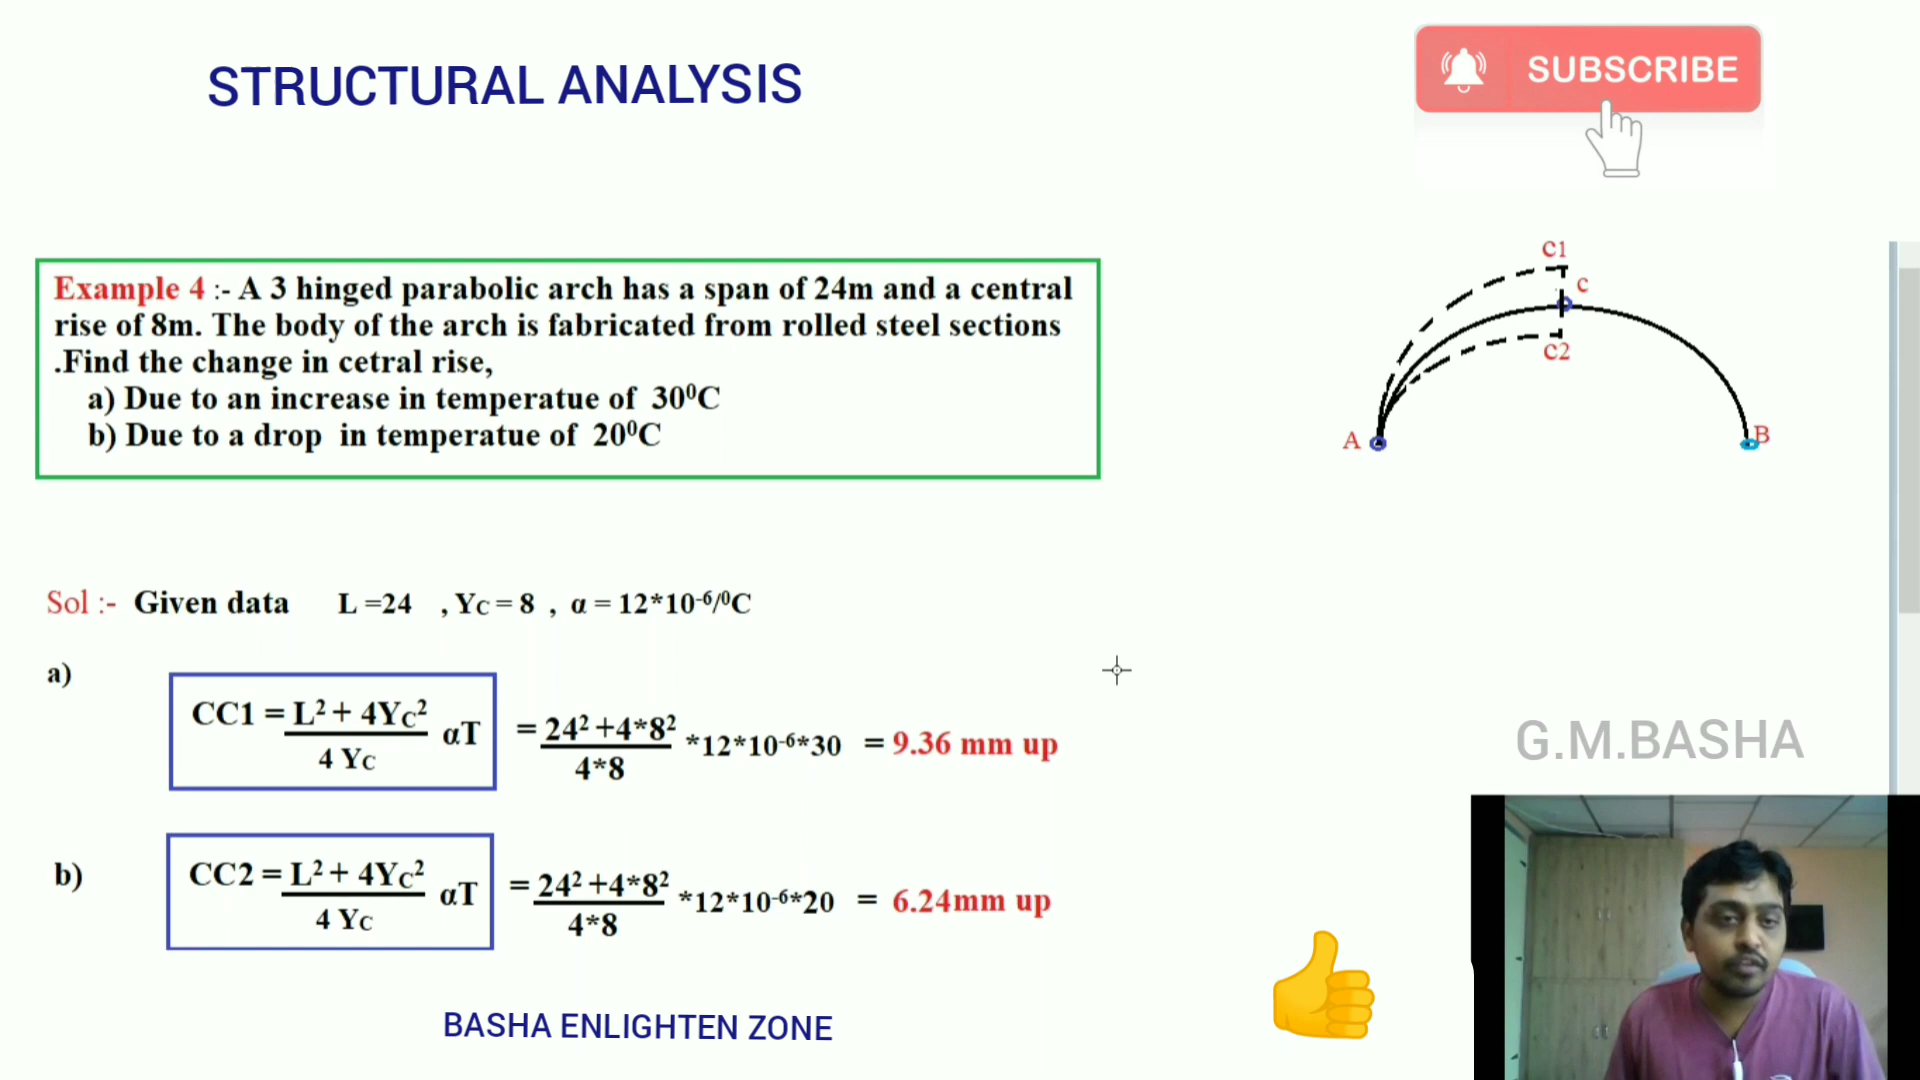 STRUCTURAL ANALYSIS
SUBSCRIBE
Example 4 :- A 3 hinged parabolic arch has a span of 24m and a central
rise of 8m. The body of the arch is fabricated from rolled steel sections
.Find the change in cetral rise,
a) Due to an increase in temperatue of 30⁰C
b) Due to a drop in temperatue of 20⁰C
C1
C
C2
A
B
Sol :- Given data L =24 , Yc = 8 , α = 12*10⁻⁶/⁰C
a)
CC1 = L² + 4Yc² / 4 Yc αT = 24² +4*8² / 4*8 *12*10⁻⁶*30 = 9.36 mm up
b)
CC2 = L² + 4Yc² / 4 Yc αT = 24² +4*8² / 4*8 *12*10⁻⁶*20 = 6.24mm up
G.M.BASHA
BASHA ENLIGHTEN ZONE